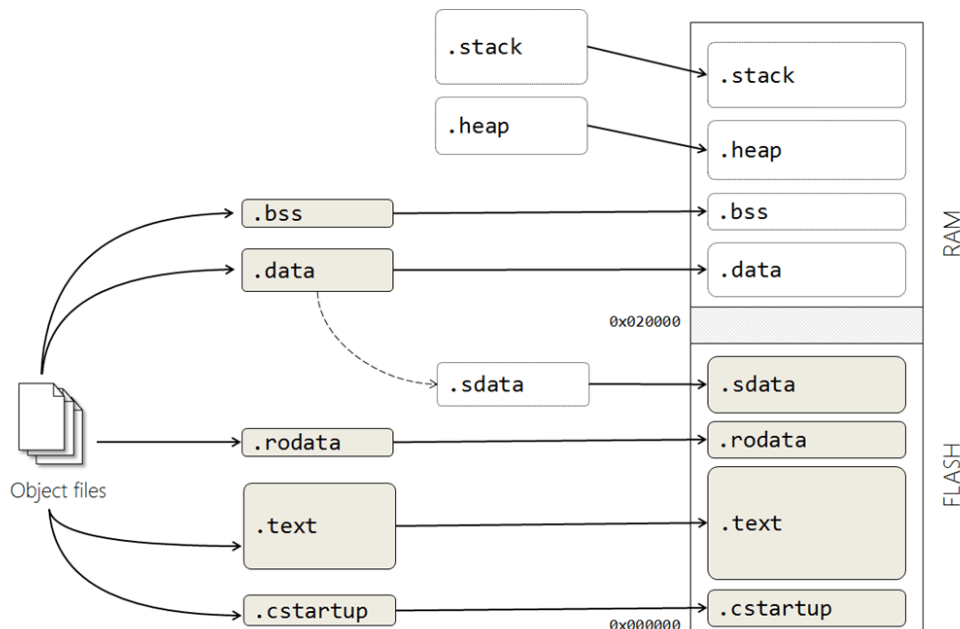 .stack
.stack
.heap
.heap
.bss
.bss
.data
.data
RAM
0x020000
.sdata
.sdata
.rodata
.rodata
Object files
FLASH
.text
.text
.cstartup
.cstartup
0x000000